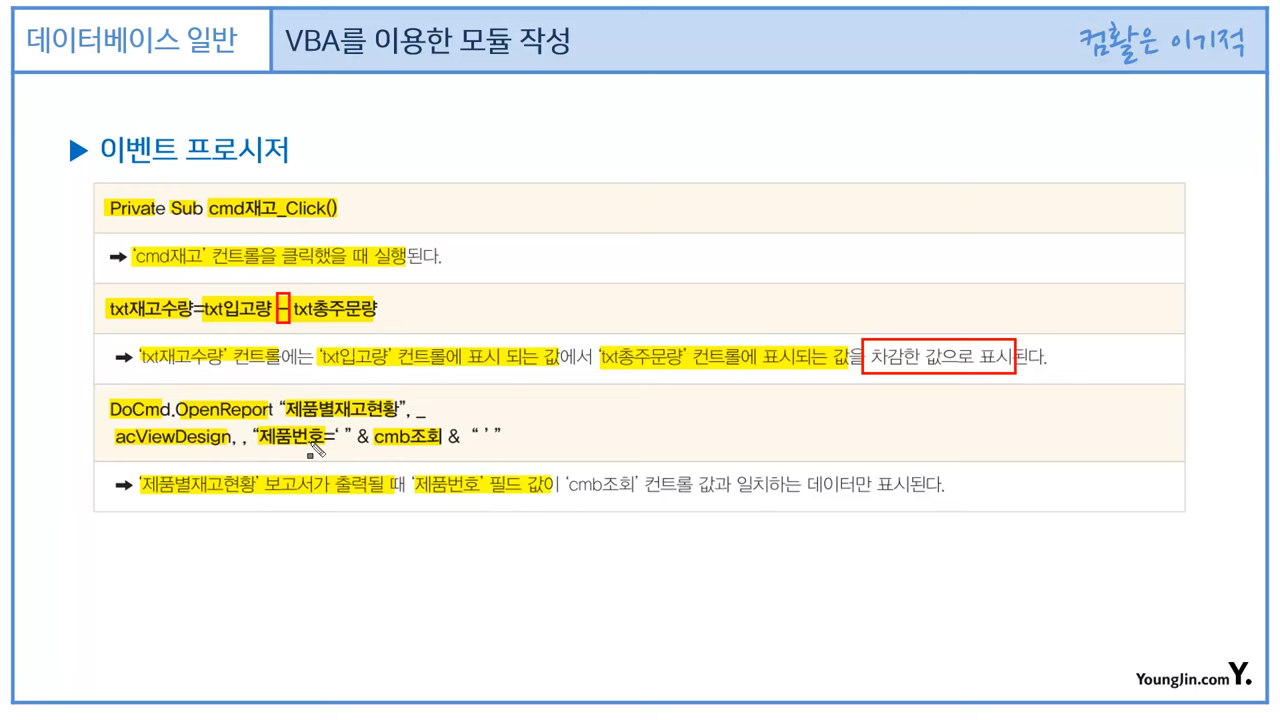 데이터베이스 일반
VBA를 이용한 모듈 작성
컴활은 이기적
▶ 이벤트 프로시저
Private Sub cmd재고_Click()
➡ ‘cmd재고’ 컨트롤을 클릭했을 때 실행된다.
txt재고수량=txt입고량 – txt총주문량
➡ ‘txt재고수량’ 컨트롤에는 ‘txt입고량’ 컨트롤에 표시 되는 값에서 ‘txt총주문량’ 컨트롤에 표시되는 값을 차감한 값으로 표시된다.
DoCmd.OpenReport “제품별재고현황”, _
acViewDesign, , “제품번호=‘ ” & cmb조회 & “ ’ ”
➡ ‘제품별재고현황’ 보고서가 출력될 때 ‘제품번호’ 필드 값이 ‘cmb조회’ 컨트롤 값과 일치하는 데이터만 표시된다.
YoungJin.com Y.